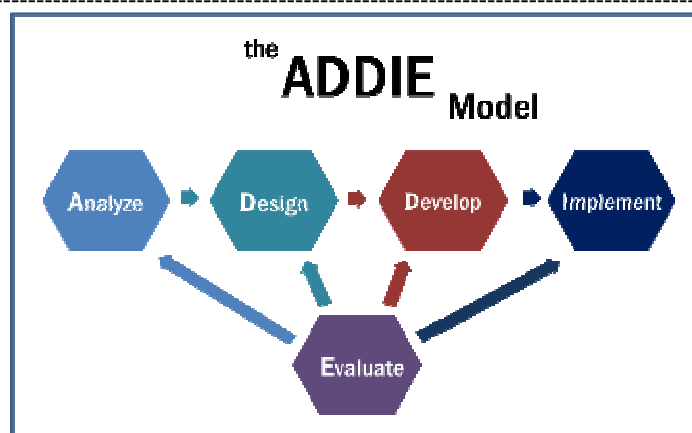 the
ADDIE
Model
Analyze
Design
Develop
Implement
Evaluate